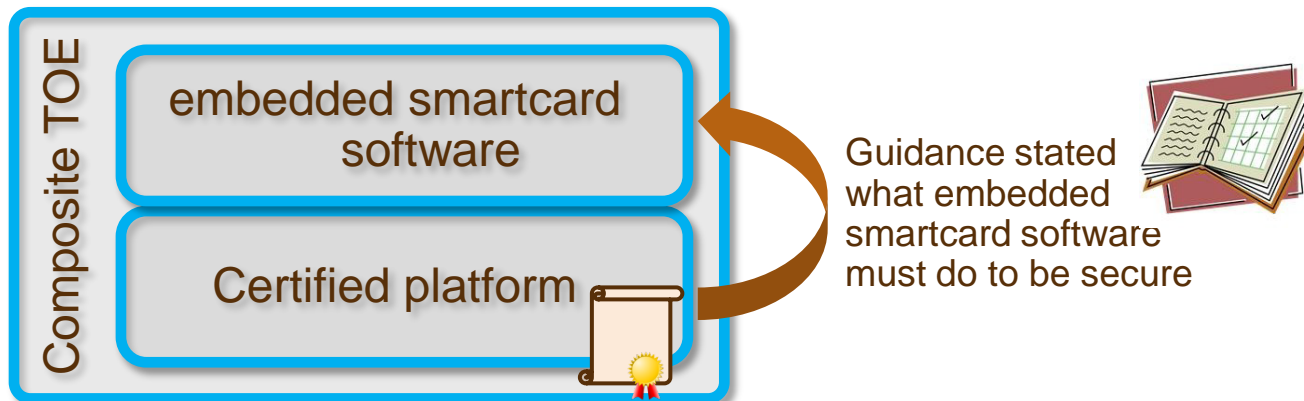 Composite TOE
embedded smartcard
software
Certified platform
Guidance stated
what embedded
smartcard software
must do to be secure